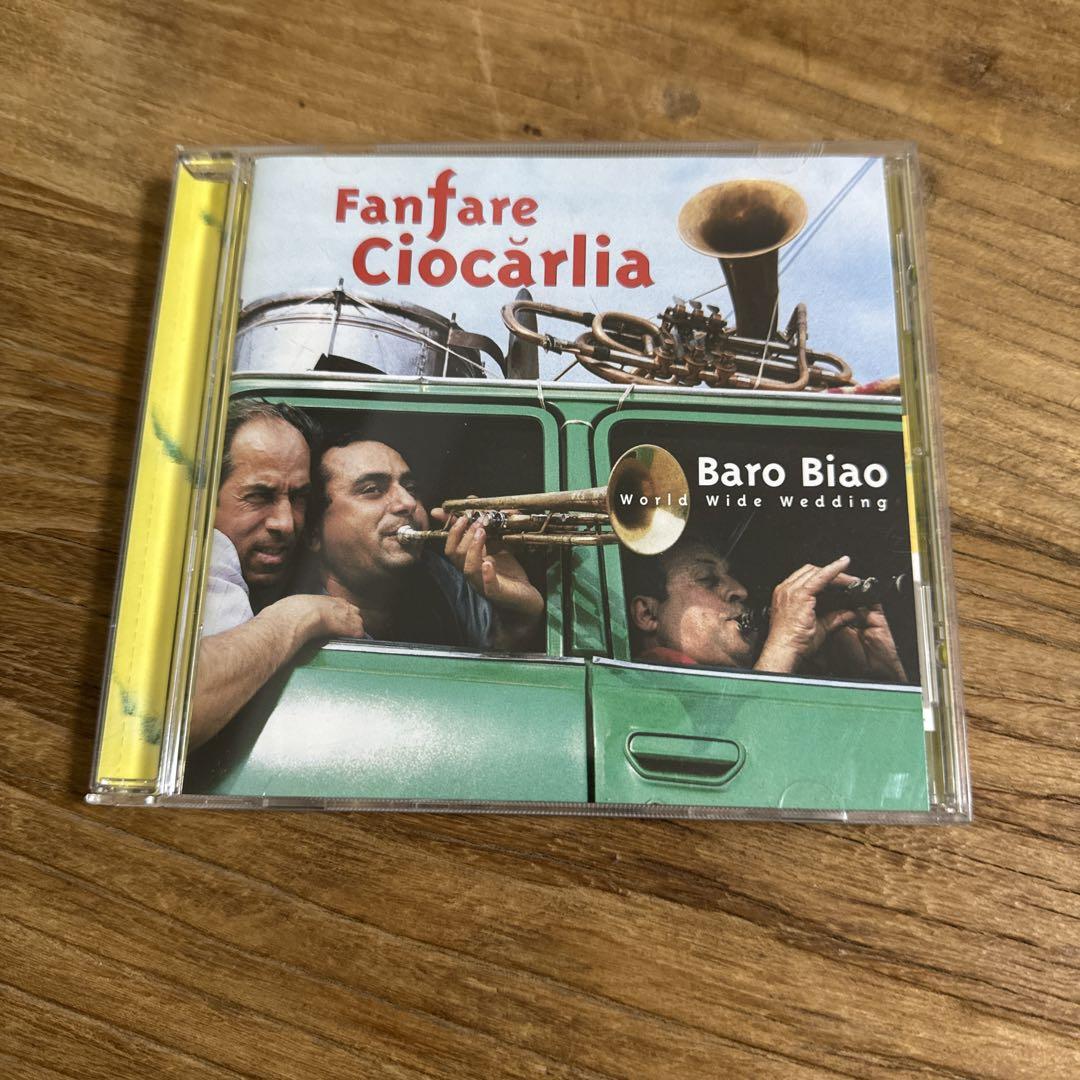 Fanfare
Ciocărlia
Baro Biao
World Wide Wedding